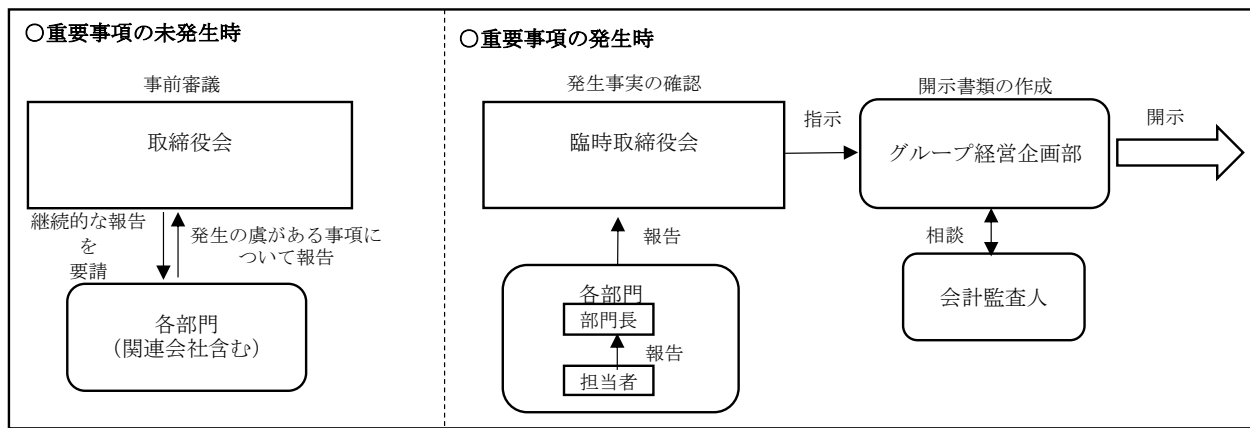 ○重要事項の未発生時
事前審議
取締役会
継続的な報告
を
要請
発生の虞がある事項に
ついて報告
各部門
（関連会社含む）
○重要事項の発生時
発生事実の確認
臨時取締役会
報告
各部門
部門長
報告
担当者
指示
開示書類の作成
グループ経営企画部
開示
相談
会計監査人